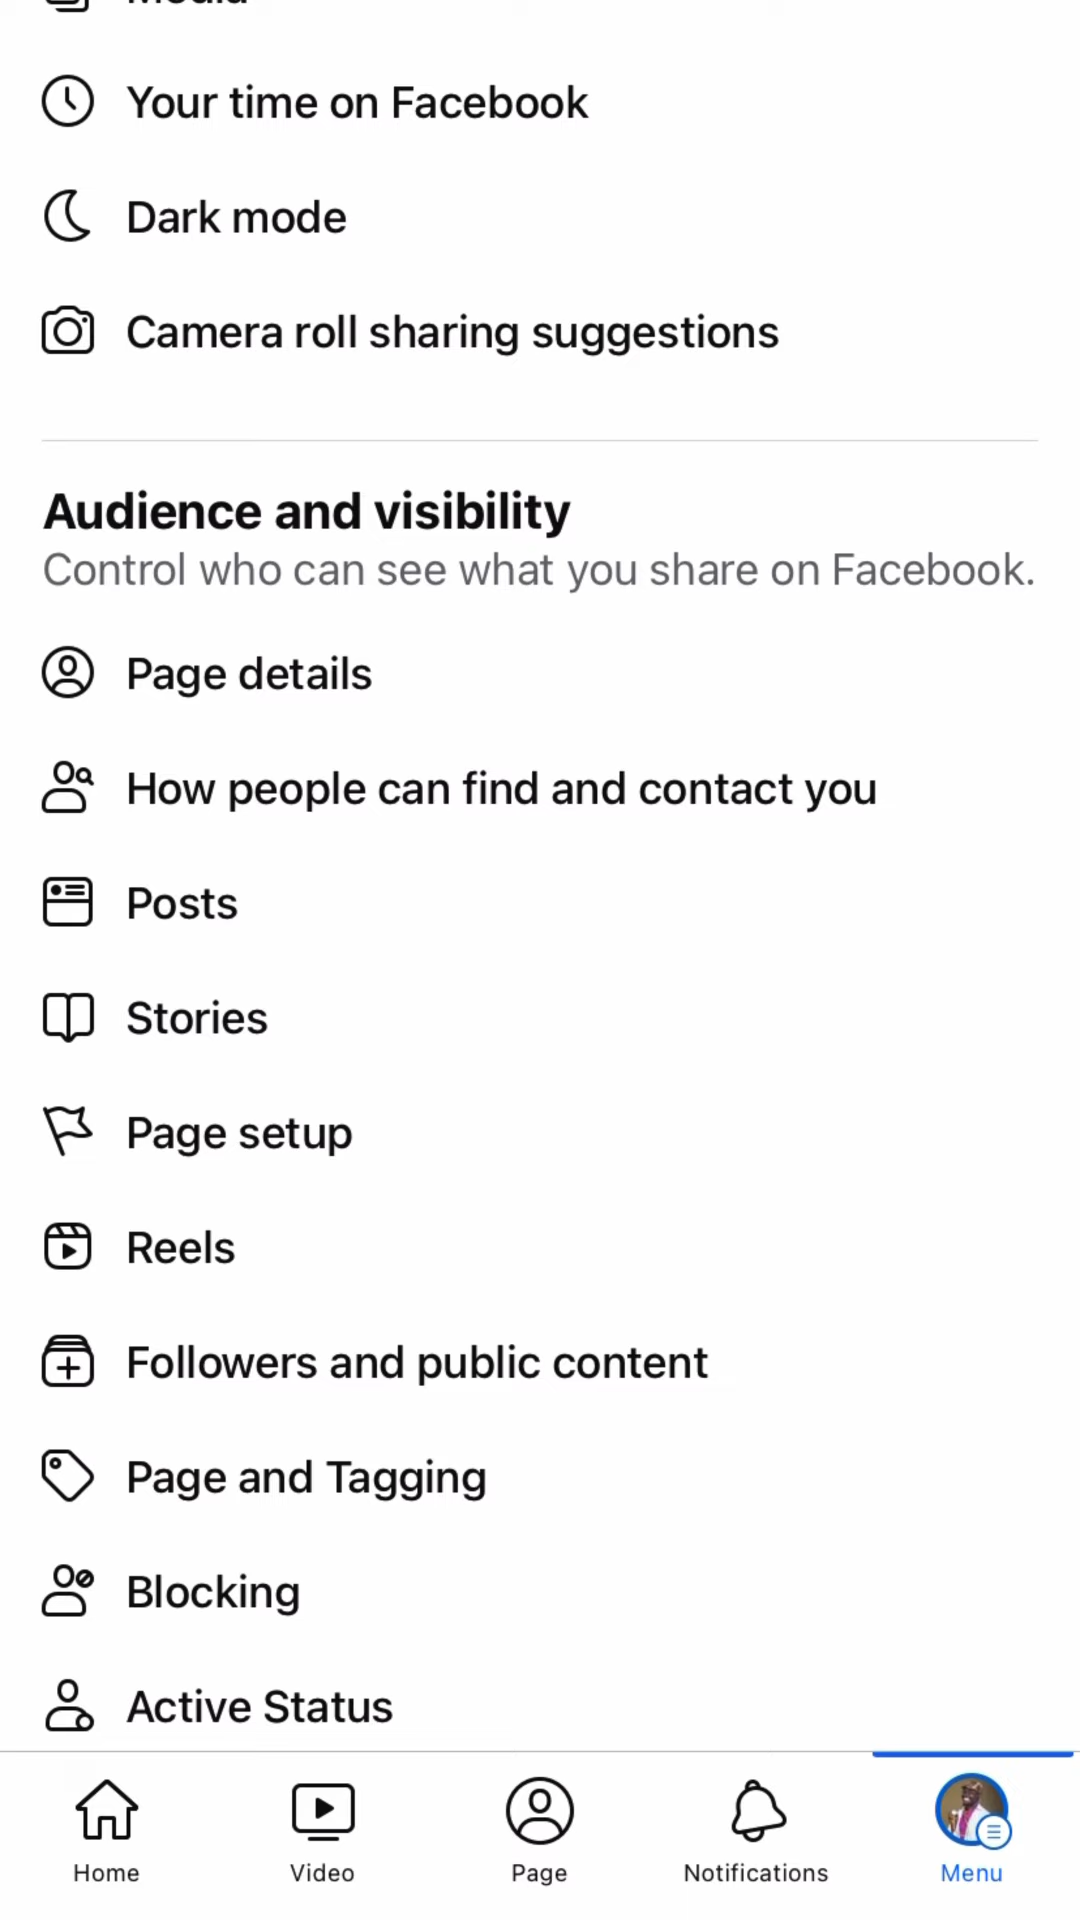 Media
Your time on Facebook
Dark mode
Camera roll sharing suggestions
Audience and visibility
Control who can see what you share on Facebook.
Page details
How people can find and contact you
Posts
Stories
Page setup
Reels
Followers and public content
Page and Tagging
Blocking
Active Status
Home
Video
Page
Notifications
Menu